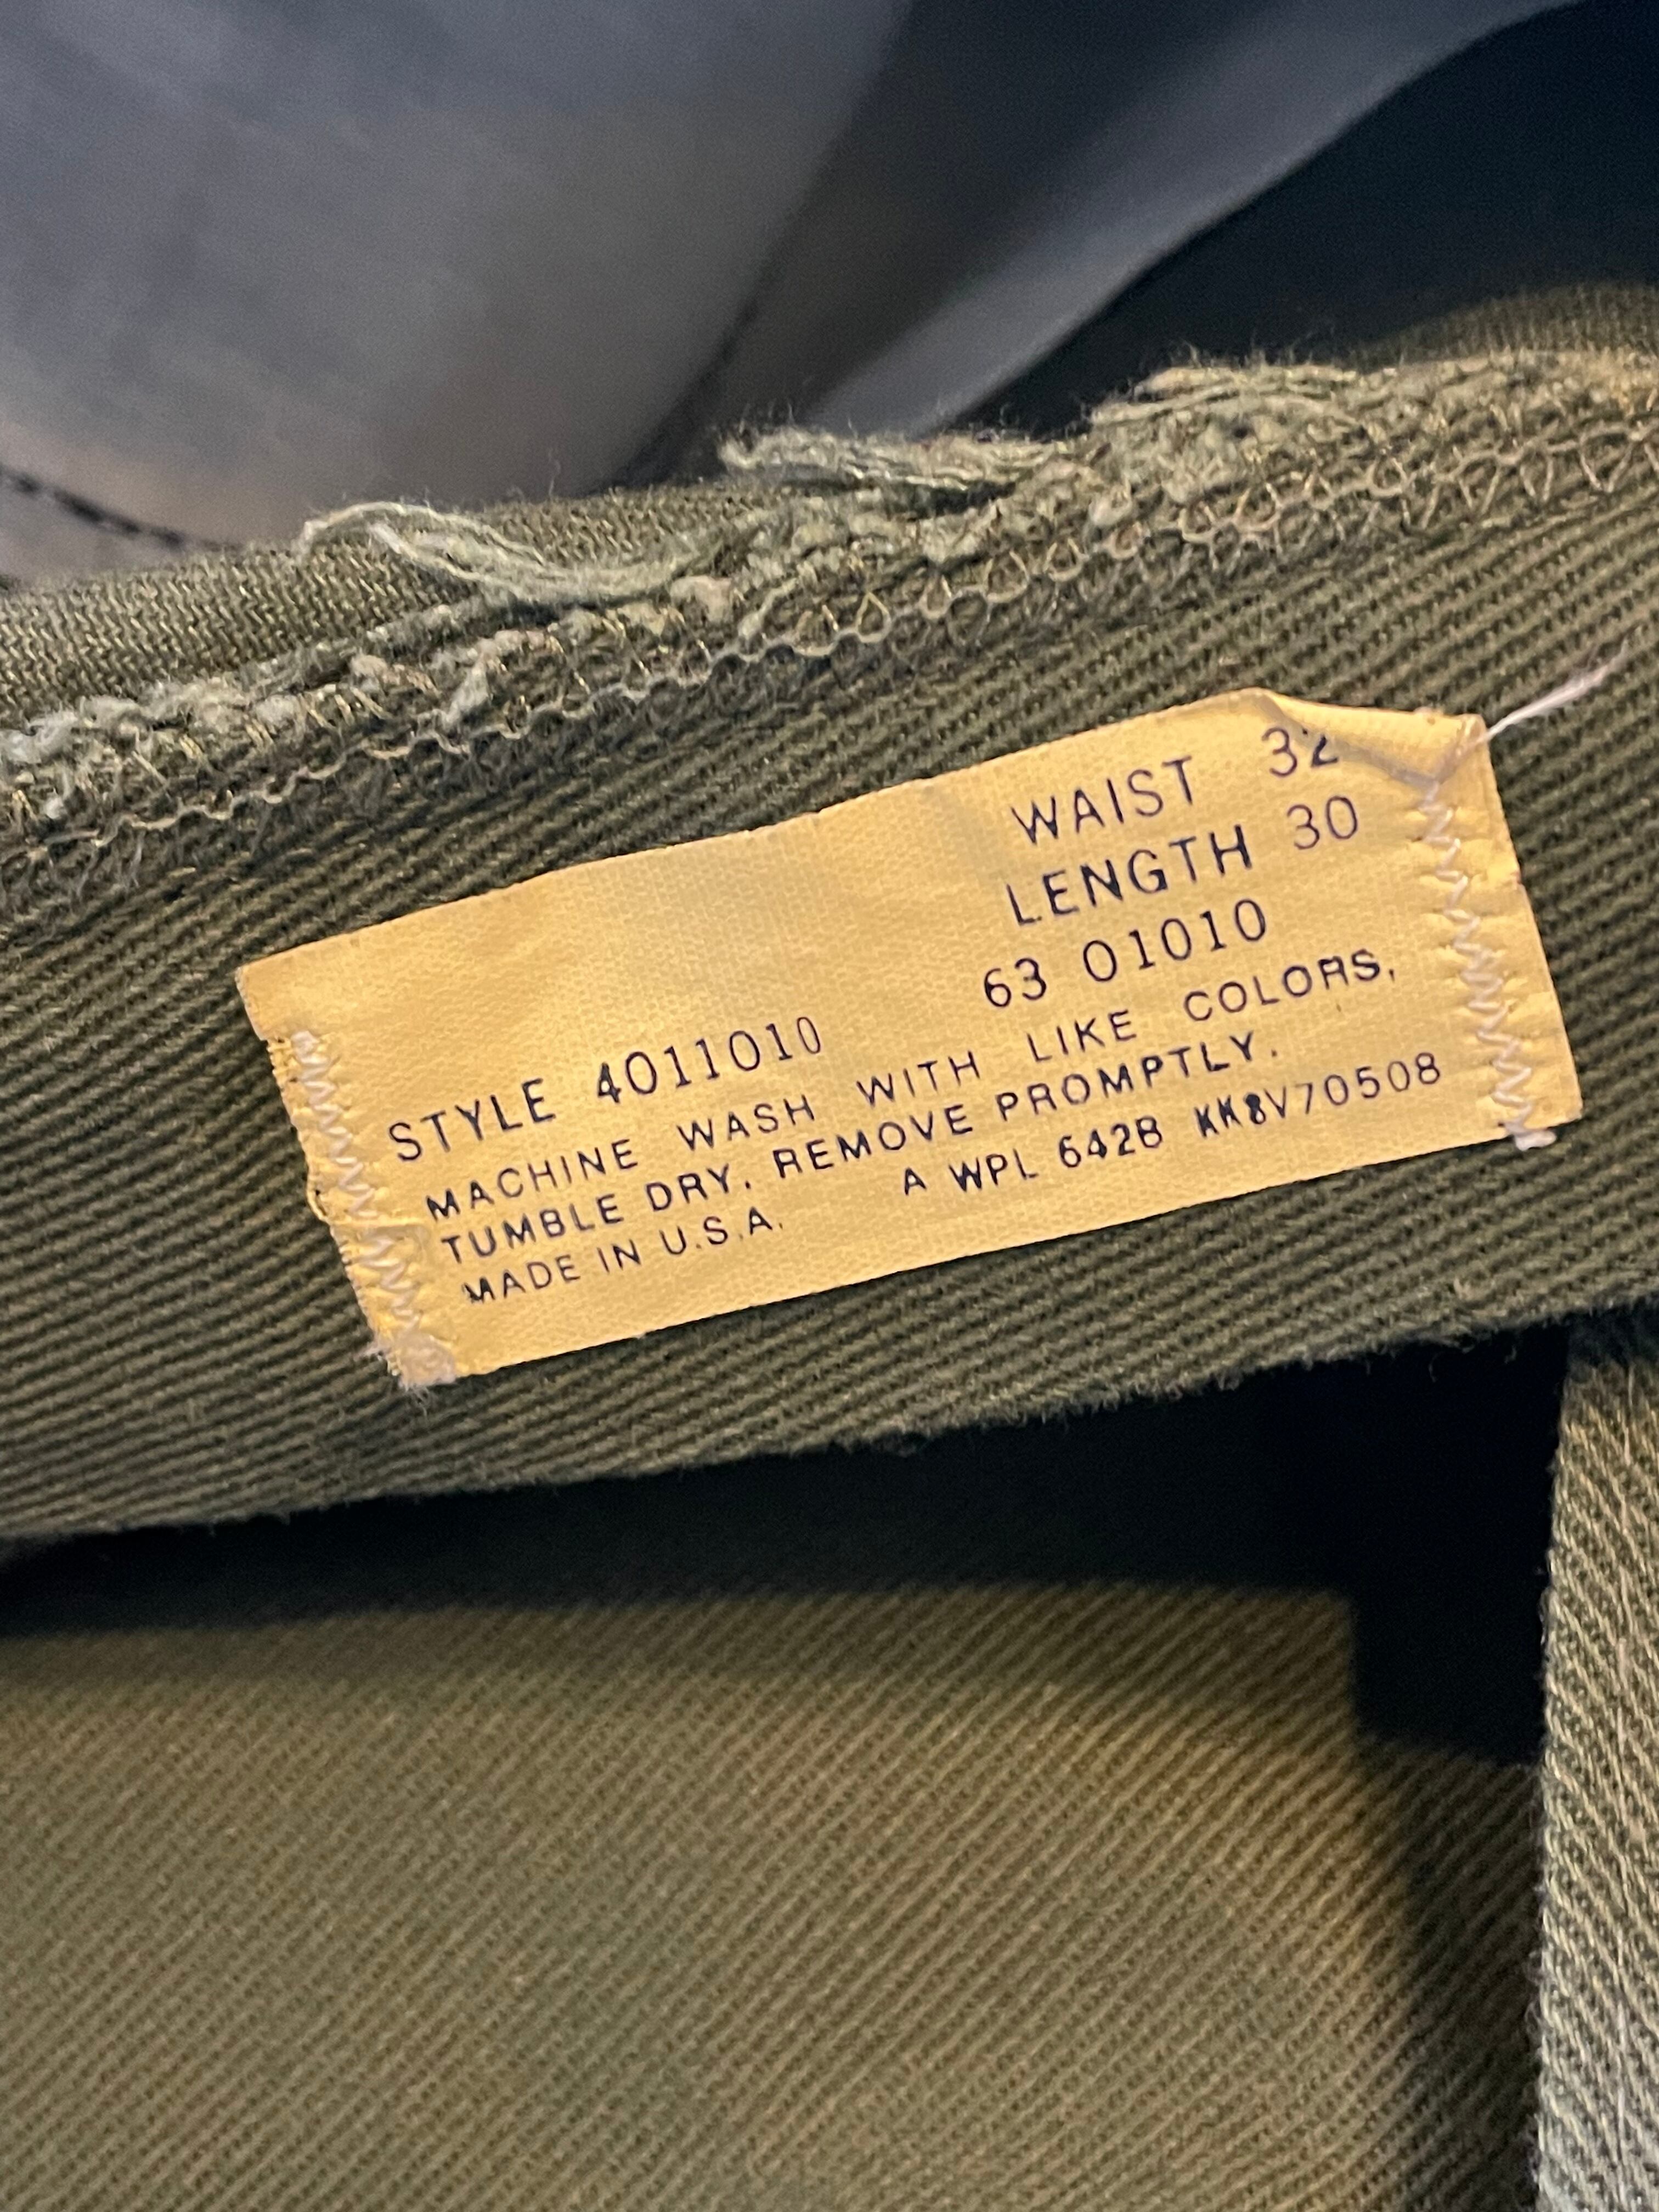 WAIST 32
LENGTH 30
63 01010
STYLE 4011010
MACHINE WASH WITH LIKE COLORS,
TUMBLE DRY. REMOVE PROMPTLY.
MADE IN U.S.A. A WPL 6428 KK8V70508